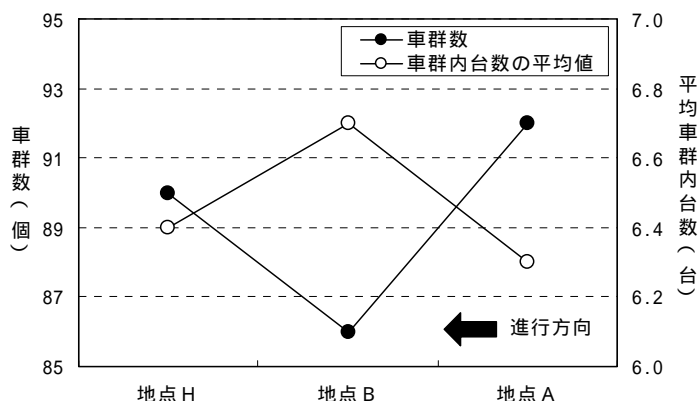 95
93
91
89
87
85
車群数(個)
車群数
車群内台数の平均値
7.0
6.8
6.6
6.4
6.2
6.0
平均車群内台数(台)
進行方向
地点H
地点B
地点A